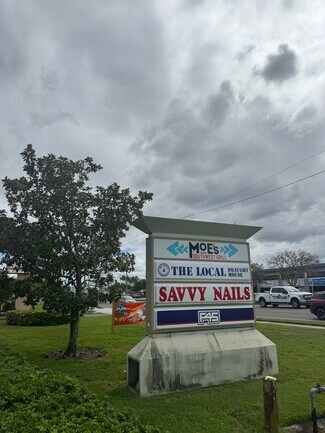 MOE'S
SOUTHWEST GRILL
THE LOCAL DRAUGHT
HOUSE
SAVVY NAILS
F45